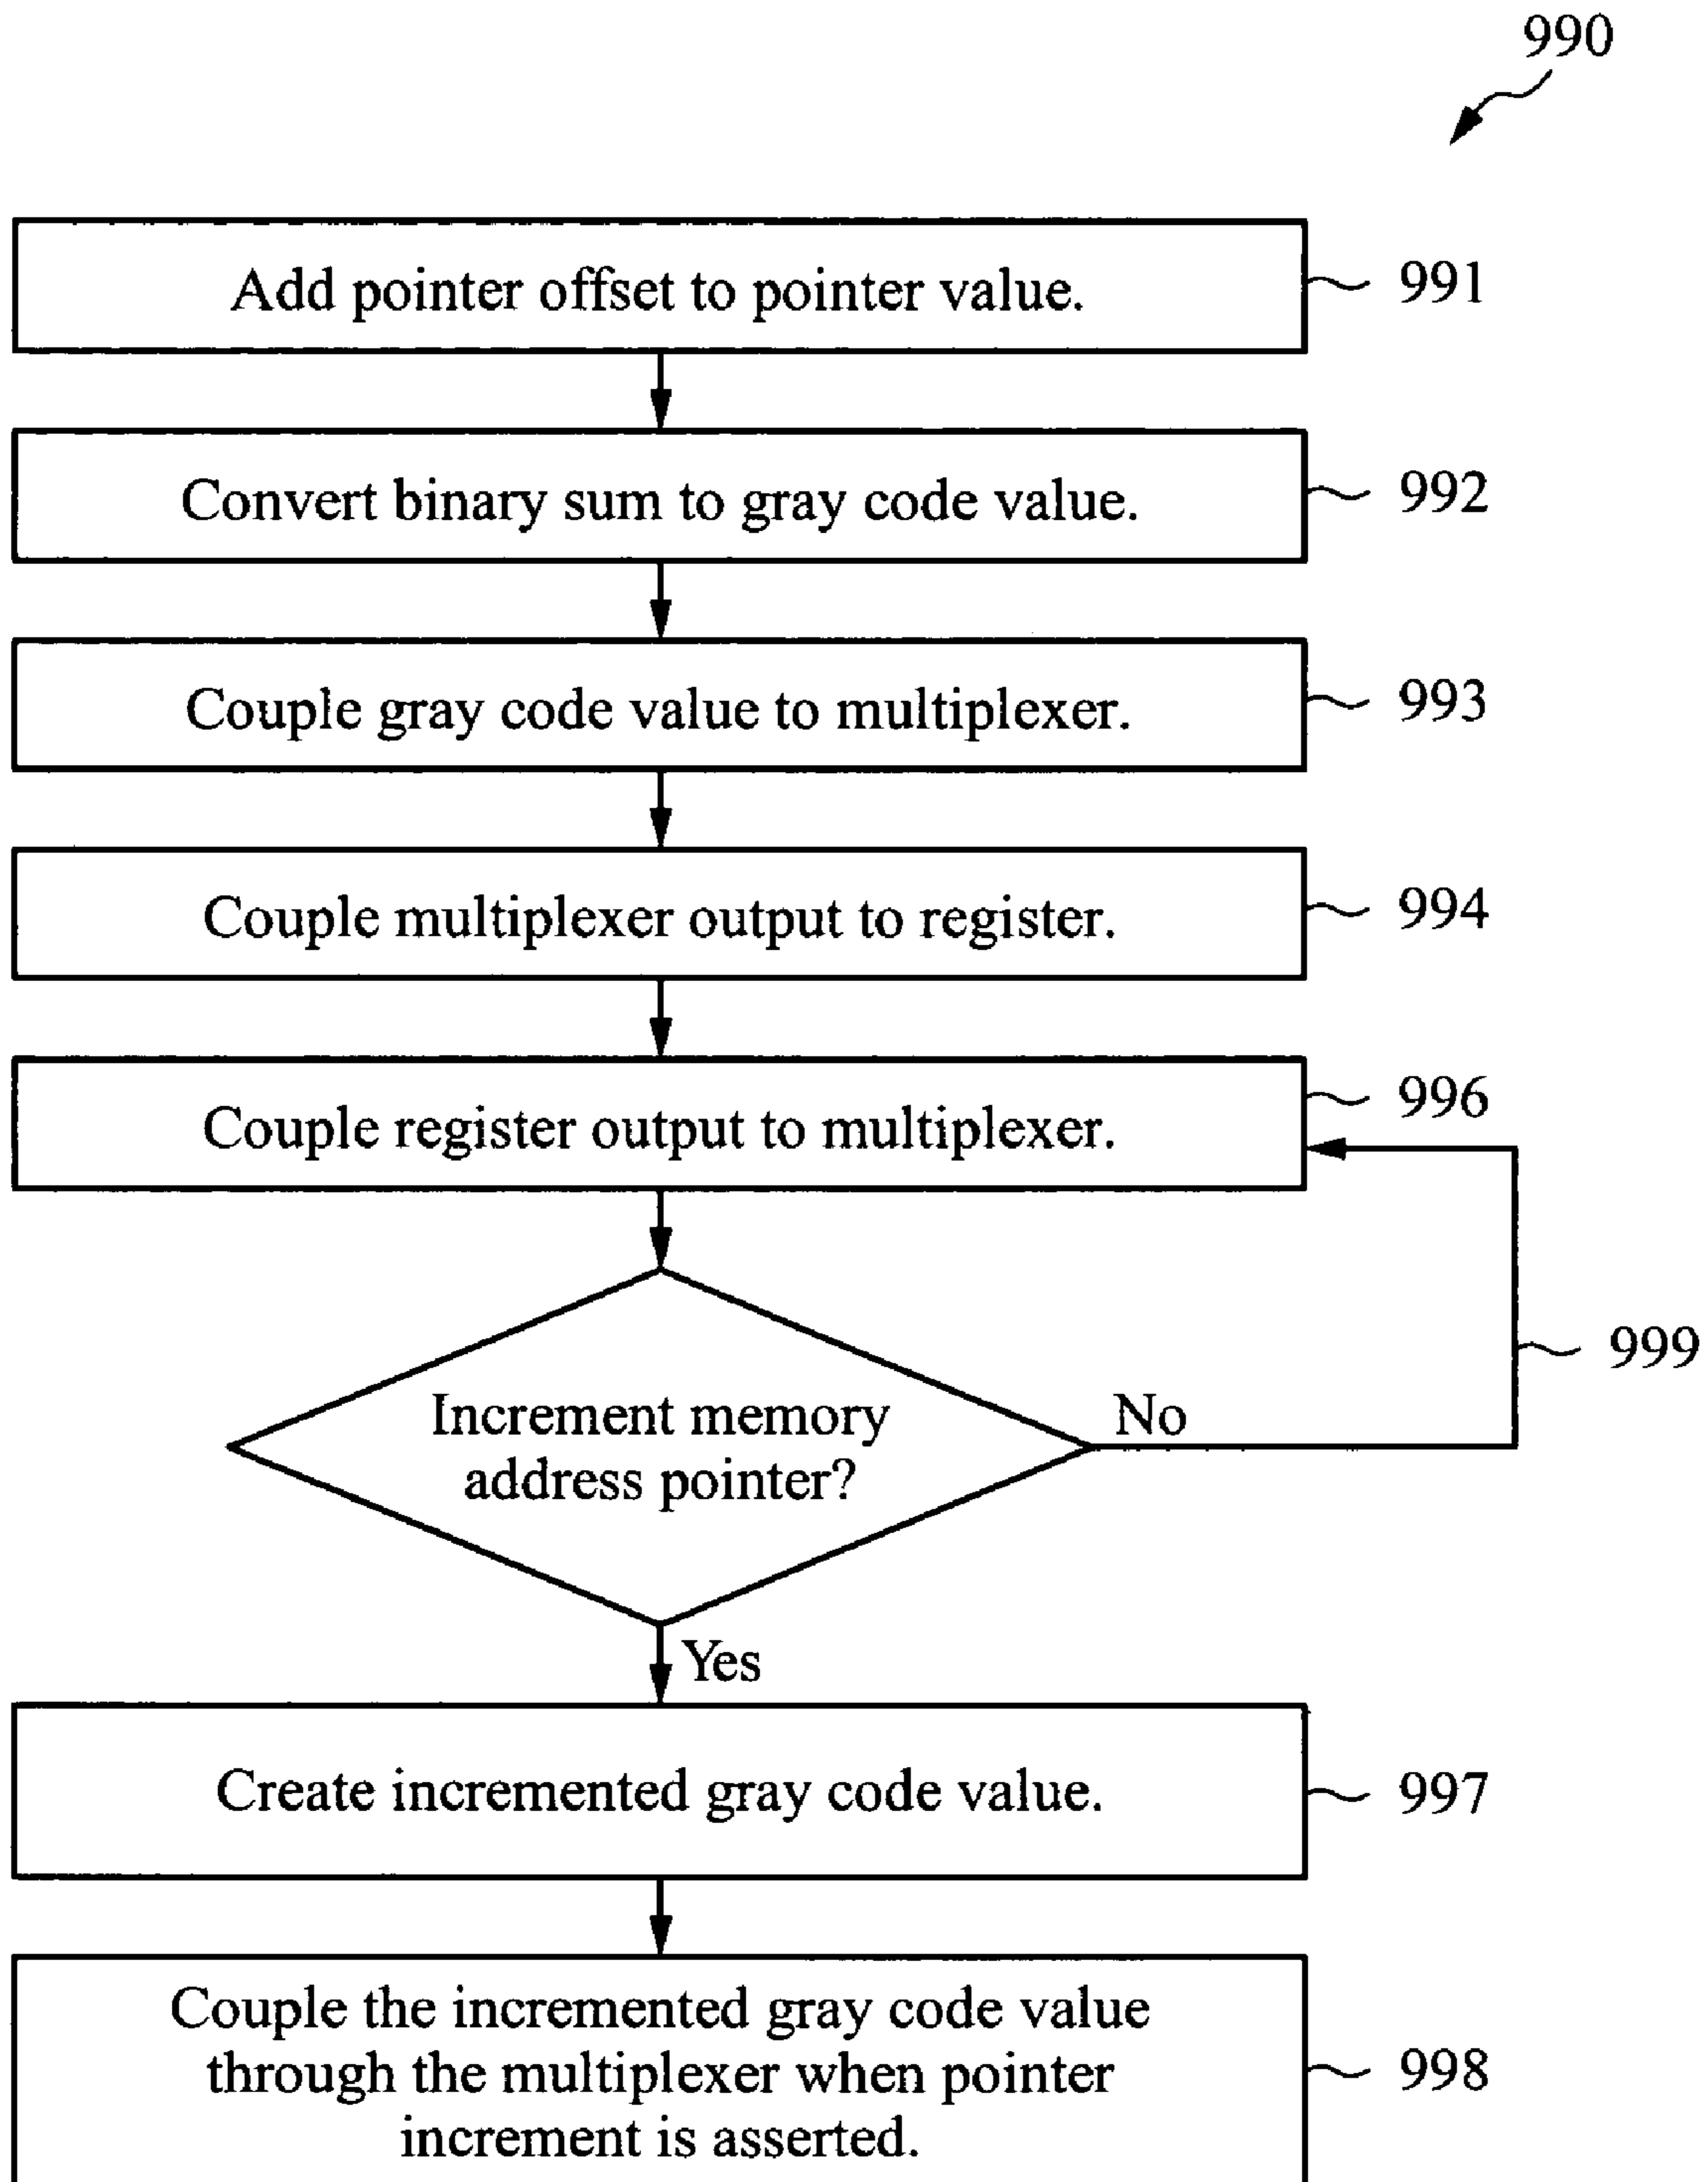 990
Add pointer offset to pointer value.
991
Convert binary sum to gray code value.
992
Couple gray code value to multiplexer.
993
Couple multiplexer output to register.
994
Couple register output to multiplexer.
996
Increment memory
address pointer?
No
999
Yes
Create incremented gray code value.
997
Couple the incremented gray code value
through the multiplexer when pointer
increment is asserted.
998